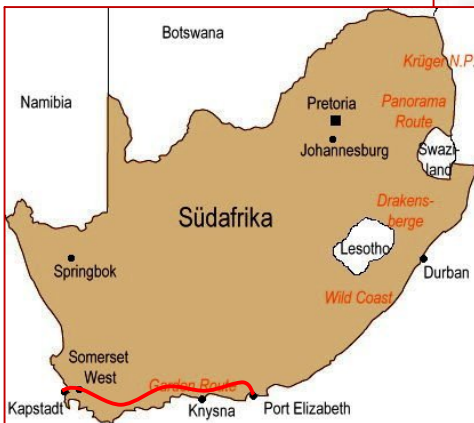 Botswana
Krüger N.P.
Namibia
Pretoria
Panorama
Route
Johannesburg
Swazi-
land
Drakens-
berge
Südafrika
Lesotho
Springbok
Durban
Wild Coast
Somerset
West
Garden Route
Kapstadt
Knysna
Port Elizabeth